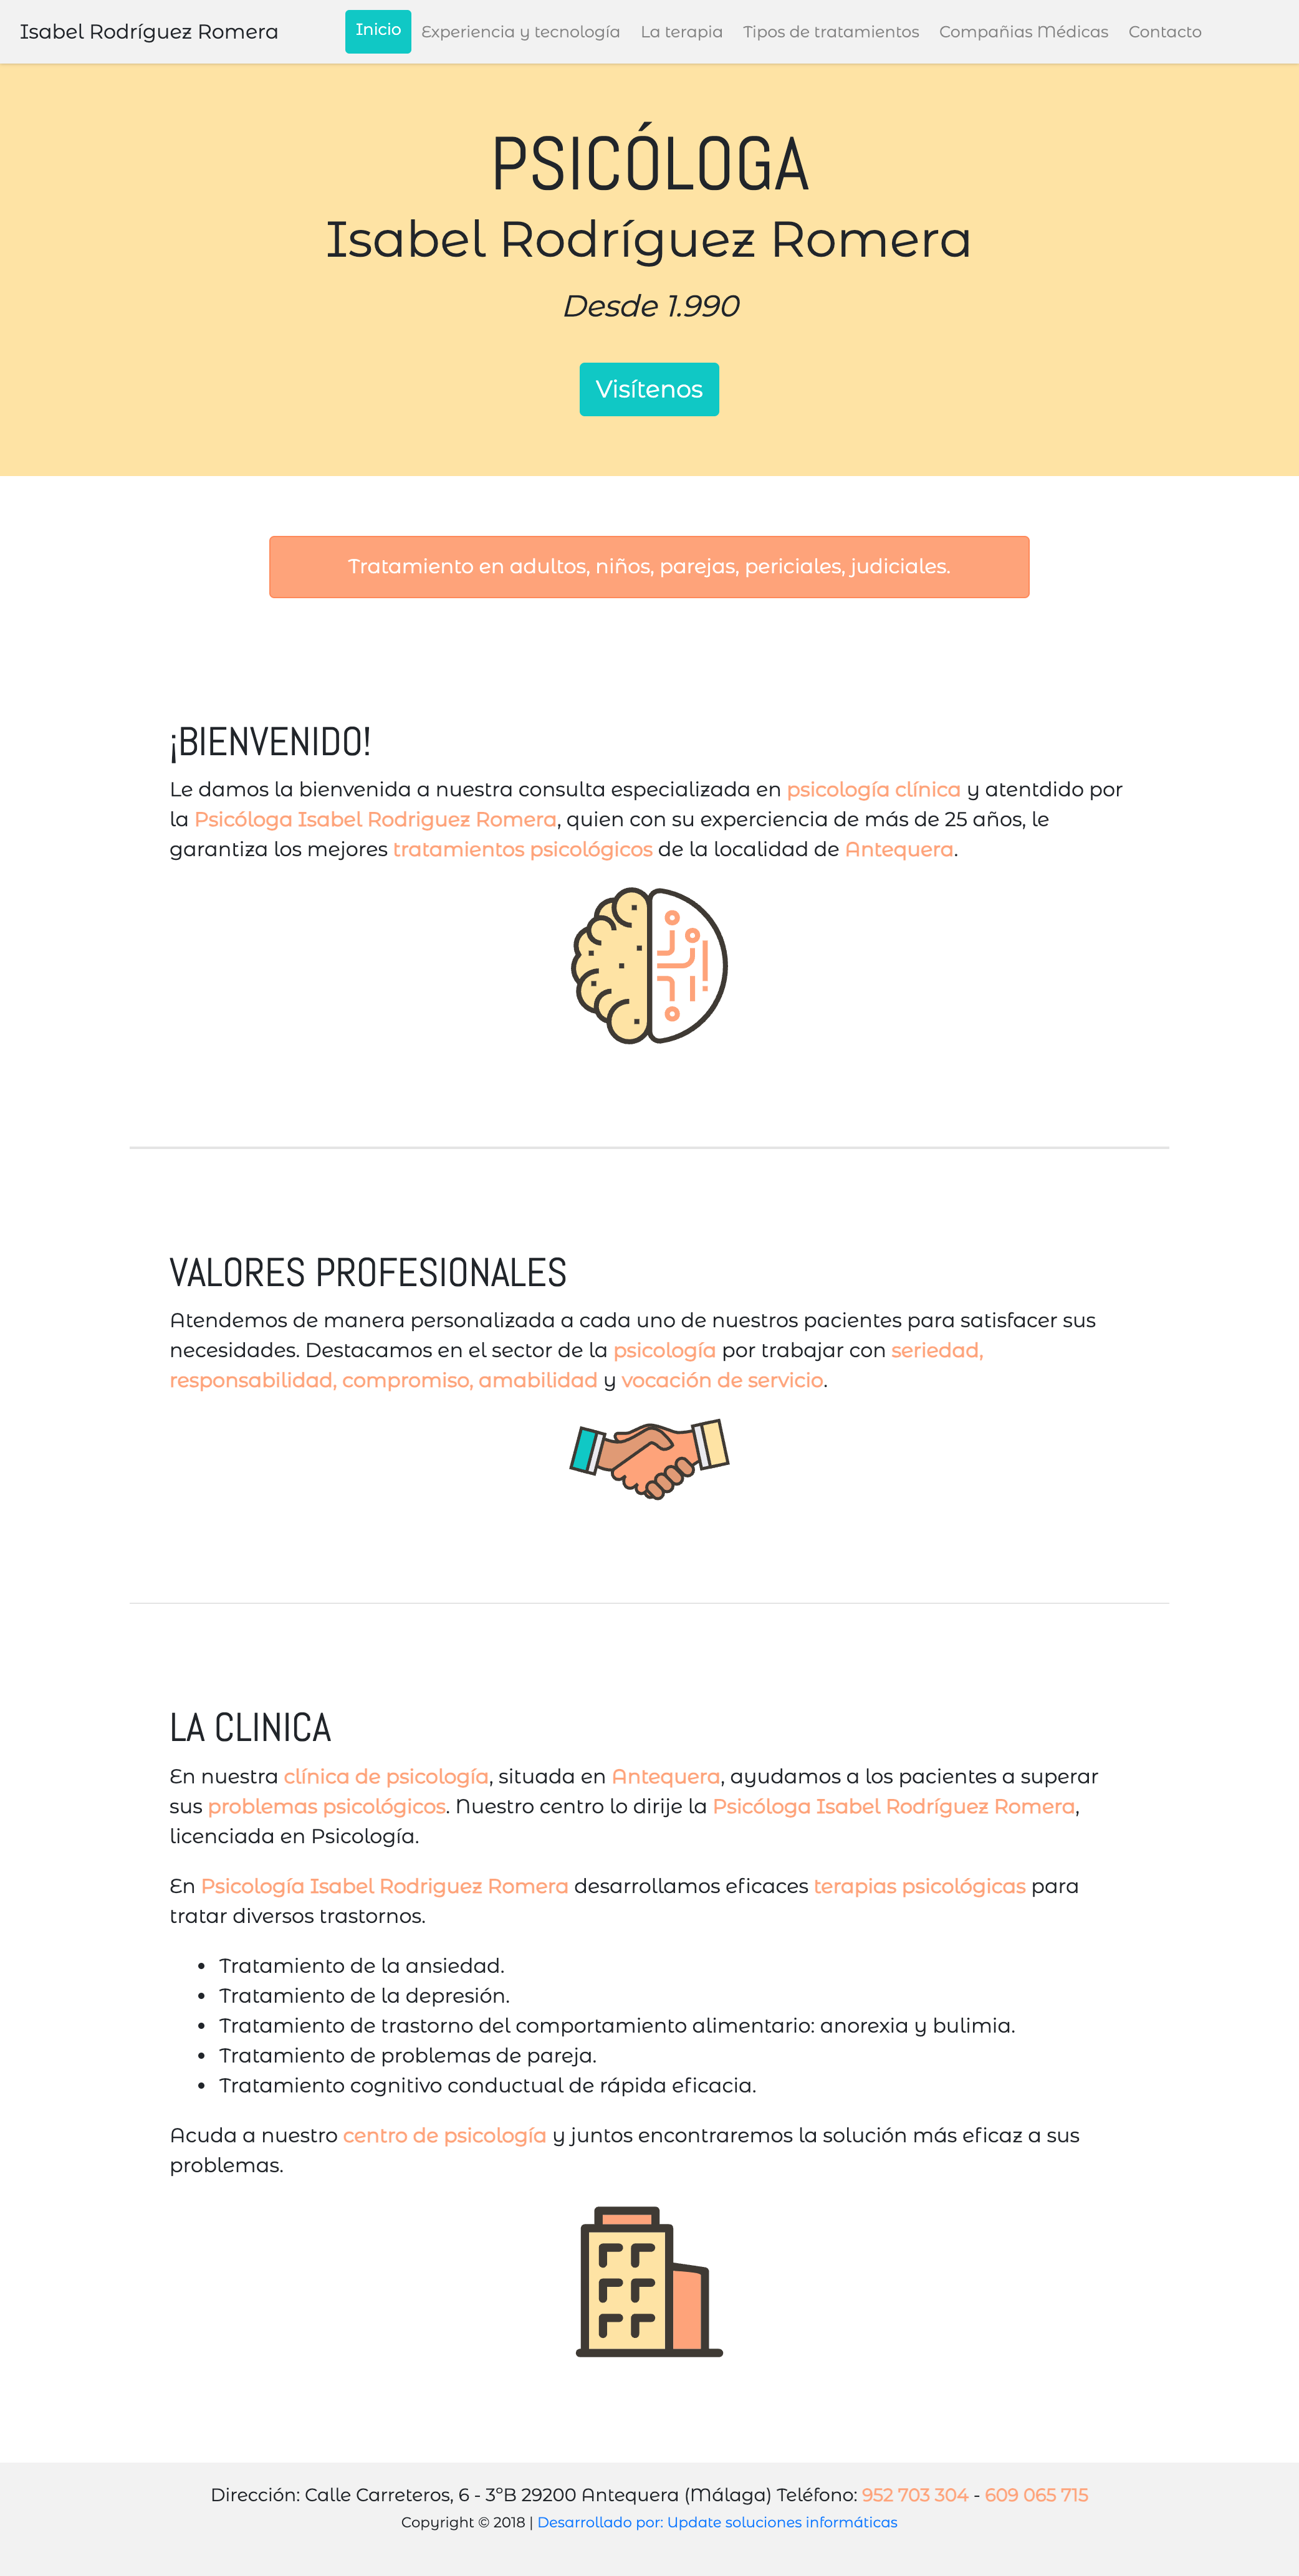 Isabel Rodríguez Romera Inicio Experiencia y tecnología La terapia Tipos de tratamientos Compañias Médicas Contacto
PSICÓLOGA
Isabel Rodríguez Romera
Desde 1.990
Visítenos
Tratamiento en adultos, niños, parejas, periciales, judiciales.
¡BIENVENIDO!
Le damos la bienvenida a nuestra consulta especializada en psicología clínica y atentdido por
la Psicóloga Isabel Rodriguez Romera, quien con su experciencia de más de 25 años, le
garantiza los mejores tratamientos psicológicos de la localidad de Antequera.
VALORES PROFESIONALES
Atendemos de manera personalizada a cada uno de nuestros pacientes para satisfacer sus
necesidades. Destacamos en el sector de la psicología por trabajar con seriedad,
responsabilidad, compromiso, amabilidad y vocación de servicio.
LA CLINICA
En nuestra clínica de psicología, situada en Antequera, ayudamos a los pacientes a superar
sus problemas psicológicos. Nuestro centro lo dirije la Psicóloga Isabel Rodríguez Romera,
licenciada en Psicología.
En Psicología Isabel Rodriguez Romera desarrollamos eficaces terapias psicológicas para
tratar diversos trastornos.
• Tratamiento de la ansiedad.
• Tratamiento de la depresión.
• Tratamiento de trastorno del comportamiento alimentario: anorexia y bulimia.
• Tratamiento de problemas de pareja.
• Tratamiento cognitivo conductual de rápida eficacia.
Acuda a nuestro centro de psicología y juntos encontraremos la solución más eficaz a sus
problemas.
Dirección: Calle Carreteros, 6 - 3ºB 29200 Antequera (Málaga) Teléfono: 952 703 304 - 609 065 715
Copyright © 2018 | Desarrollado por: Update soluciones informáticas